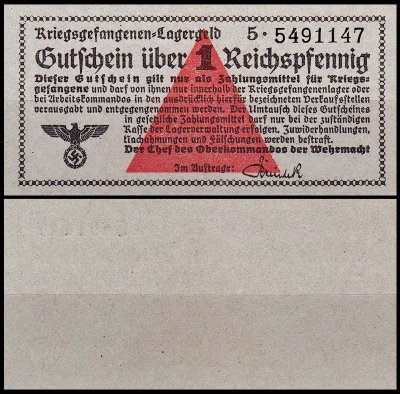 Kriegsgefangenen-Lagergeld 5 · 5491147
Gutschein über 1 Reichspfennig
Dieser Gutschein gilt nur als Zahlungsmittel für Kriegs-
gefangene und darf von ihnen nur innerhalb der Kriegsgefangenenlager oder
bei Arbeitskommandos in den ausdrücklich hierfür bezeichneten Verkaufsstellen
verausgabt und entgegengenommen werden. Der Umtausch dieses Gutscheines
in gesetzliche Zahlungsmittel darf nur bei der zuständigen
Kasse der Lagerverwaltung erfolgen. Zuwiderhandlungen,
Nachahmungen und Fälschungen werden bestraft.
Der Chef des Oberkommandos der Wehrmacht
Im Auftrage: